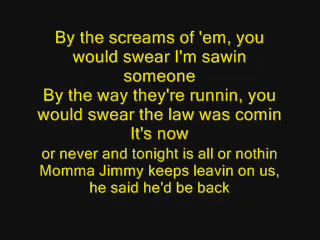 By the screams of 'em, you
would swear I'm sawin
someone
By the way they're runnin, you
would swear the law was comin
It's now
or never and tonight is all or nothin
Momma Jimmy keeps leavin on us,
he said he'd be back